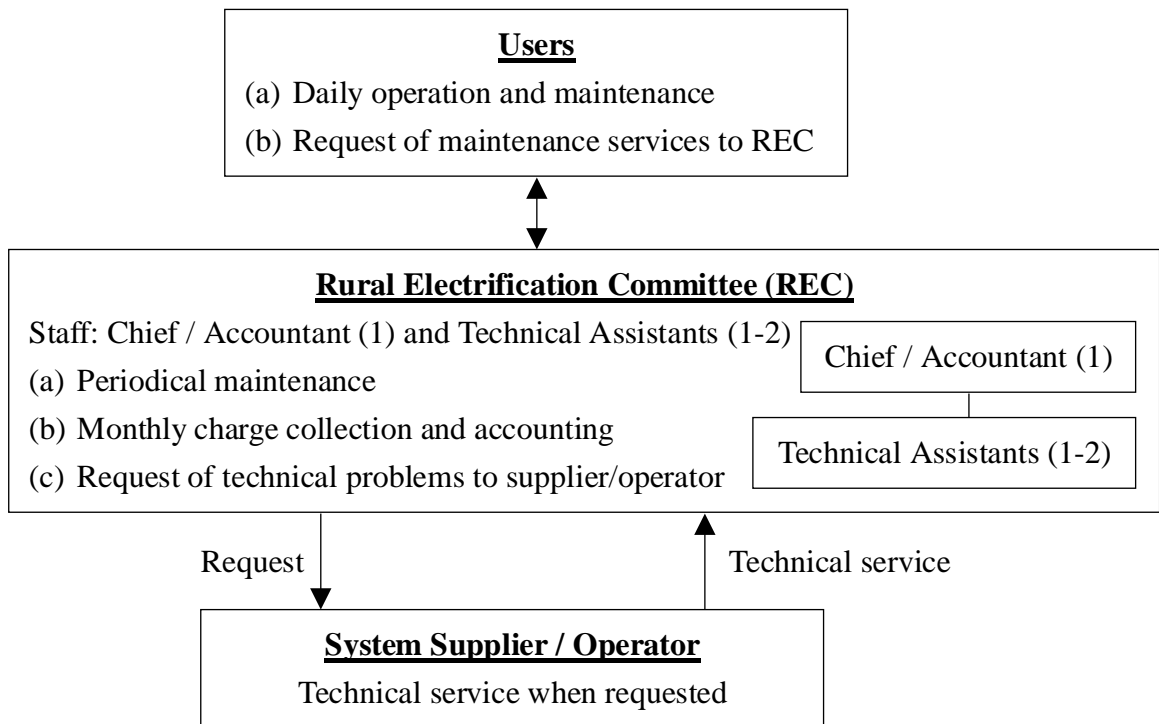 Users
(a) Daily operation and maintenance
(b) Request of maintenance services to REC
Rural Electrification Committee (REC)
Staff: Chief / Accountant (1) and Technical Assistants (1-2)
(a) Periodical maintenance
(b) Monthly charge collection and accounting
(c) Request of technical problems to supplier/operator
Chief / Accountant (1)
Technical Assistants (1-2)
Request
Technical service
System Supplier / Operator
Technical service when requested